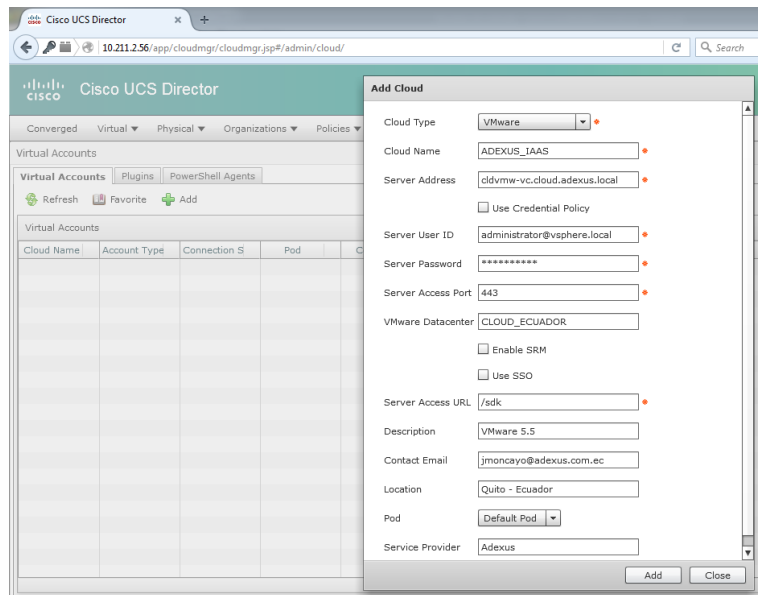 Cisco UCS Director
10.211.2.56/app/cloudmgr/cloudmgr.jsp#/admin/cloud/
Search
CISCO
Cisco UCS Director
Converged Virtual Physical Organizations Policies
Virtual Accounts
Virtual Accounts Plugins PowerShell Agents
Refresh Favorite Add
Virtual Accounts
Cloud Name Account Type Connection S Pod C
Add Cloud
Cloud Type VMware *
Cloud Name ADEXUS_IAAS *
Server Address cldvmw-vc.cloud.adexus.local *
Use Credential Policy
Server User ID administrator@vsphere.local *
Server Password ********** *
Server Access Port 443 *
VMware Datacenter CLOUD_ECUADOR
Enable SRM
Use SSO
Server Access URL /sdk *
Description VMware 5.5
Contact Email jmoncayo@adexus.com.ec
Location Quito - Ecuador
Pod Default Pod
Service Provider Adexus
Add Close